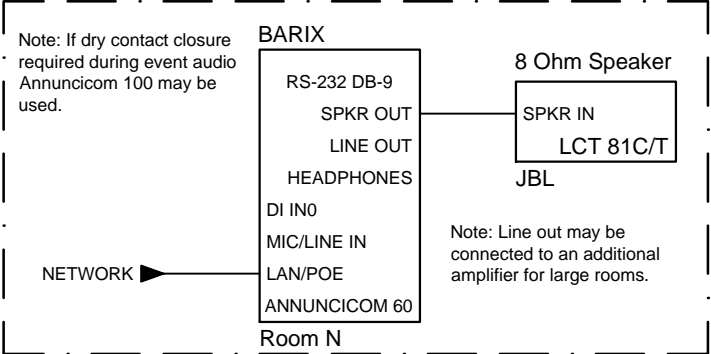 Note: If dry contact closure
required during event audio
Annuncicom 100 may be
used.
BARIX
RS-232 DB-9
SPKR OUT
LINE OUT
HEADPHONES
DI IN0
MIC/LINE IN
LAN/POE
ANNUNCICOM 60
Room N
NETWORK
8 Ohm Speaker
SPKR IN
LCT 81C/T
JBL
Note: Line out may be
connected to an additional
amplifier for large rooms.